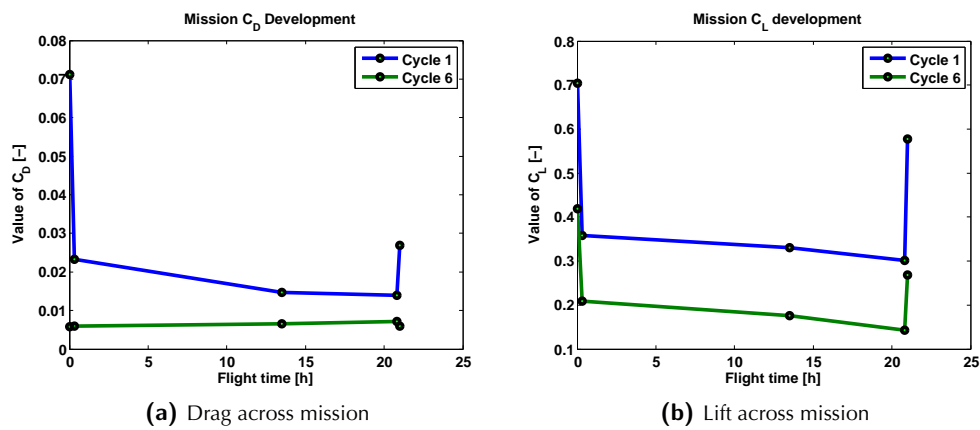 Mission C_D Development
Value of C_D [–]
0.08
0.07
0.06
0.05
0.04
0.03
0.02
0.01
0
0 5 10 15 20 25
Flight time [h]
Cycle 1
Cycle 6
(a) Drag across mission
Mission C_L development
Value of C_L [–]
0.8
0.7
0.6
0.5
0.4
0.3
0.2
0.1
0 5 10 15 20 25
Flight time [h]
Cycle 1
Cycle 6
(b) Lift across mission